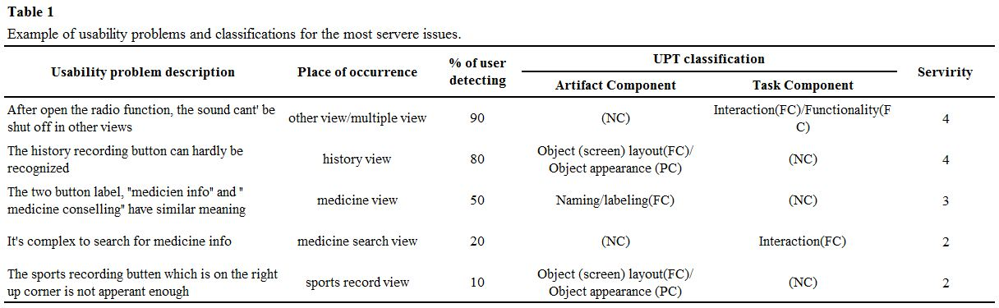 Table 1
Example of usability problems and classifications for the most servere issues.
Usability problem description Place of occurrence % of user detecting UPT classification Servirity
Artifact Component Task Component
After open the radio function, the sound cant' be
shut off in other views
other view/multiple view 90 (NC) Interaction(FC)/Functionality(F
C)
4
The history recording button can hardly be
recognized
history view 80 Object (screen) layout(FC)/
Object appearance (PC)
(NC) 4
The two button label, "medicien info" and "
medicine conselling" have similar meaning
medicine view 50 Naming/labeling(FC) (NC) 3
It's complex to search for medicine info medicine search view 20 (NC) Interaction(FC) 2
The sports recording butten which is on the right
up corner is not apperant enough
sports record view 10 Object (screen) layout(FC)/
Object appearance (PC)
(NC) 2